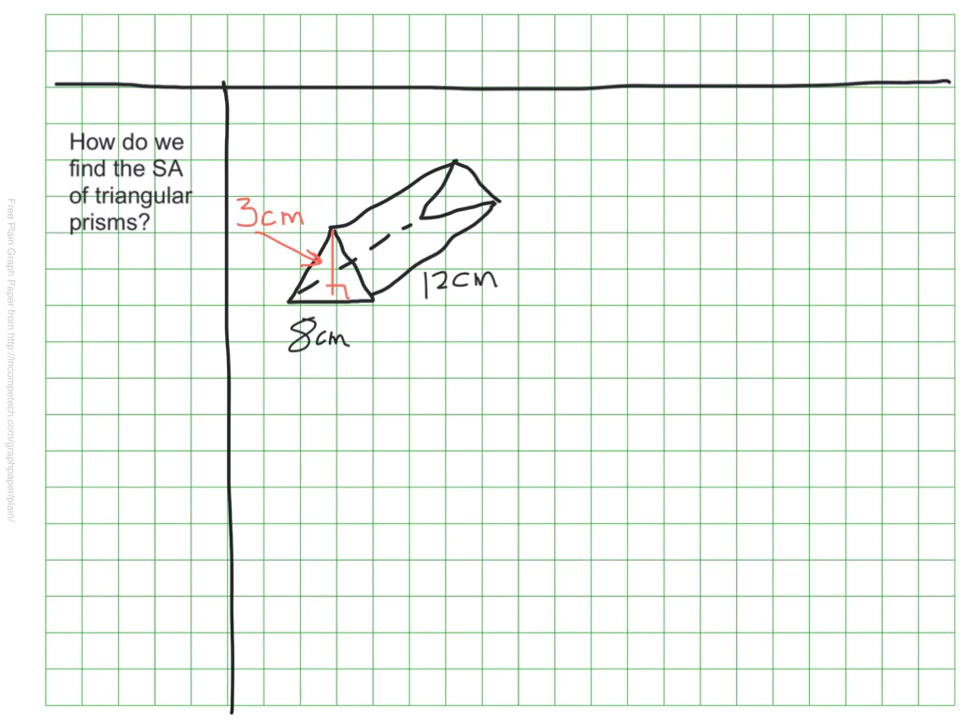 How do we
find the SA
of triangular
prisms?
3cm
12cm
8cm
Free Plain Graph Paper from http://incompetech.com/graphpaper/plain/